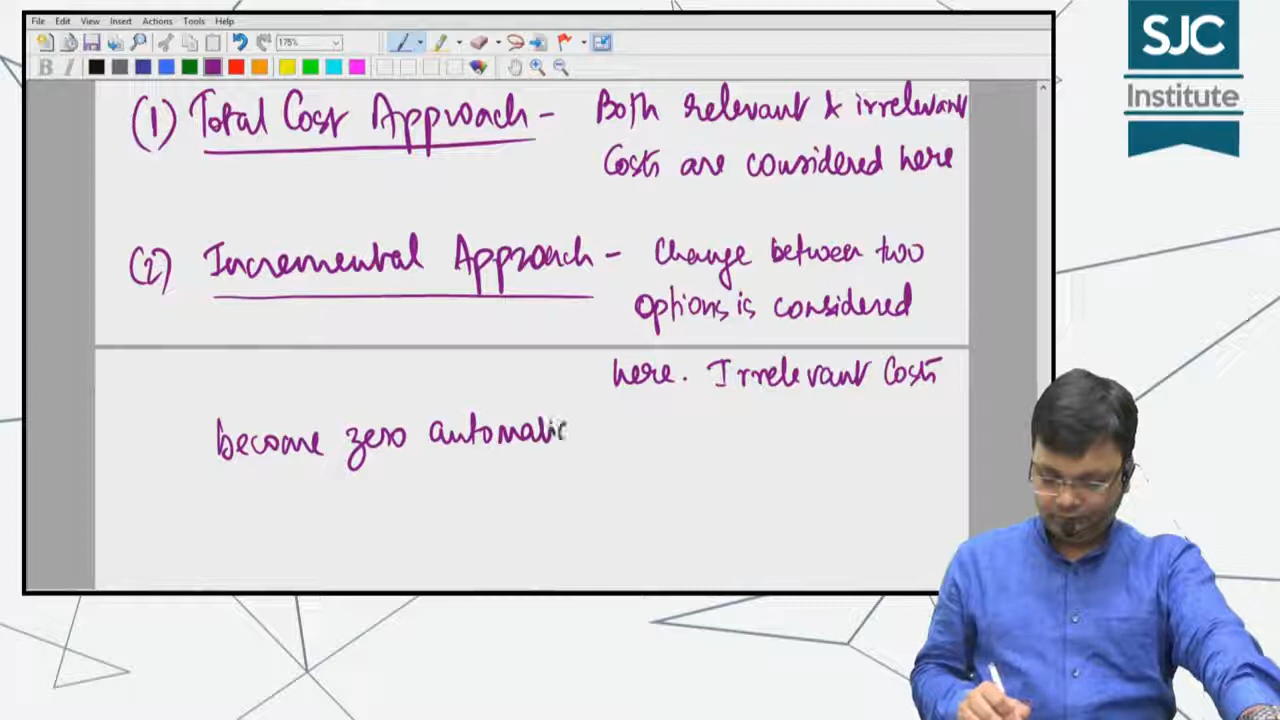 File Edit View Insert Actions Tools Help
175%
B I
SJC
Institute
(1) Total Cost Approach - Both relevant & irrelevant
Costs are considered here
(2) Incremental Approach - Change between two
options is considered
here. Irrelevant Costs
become zero automatic